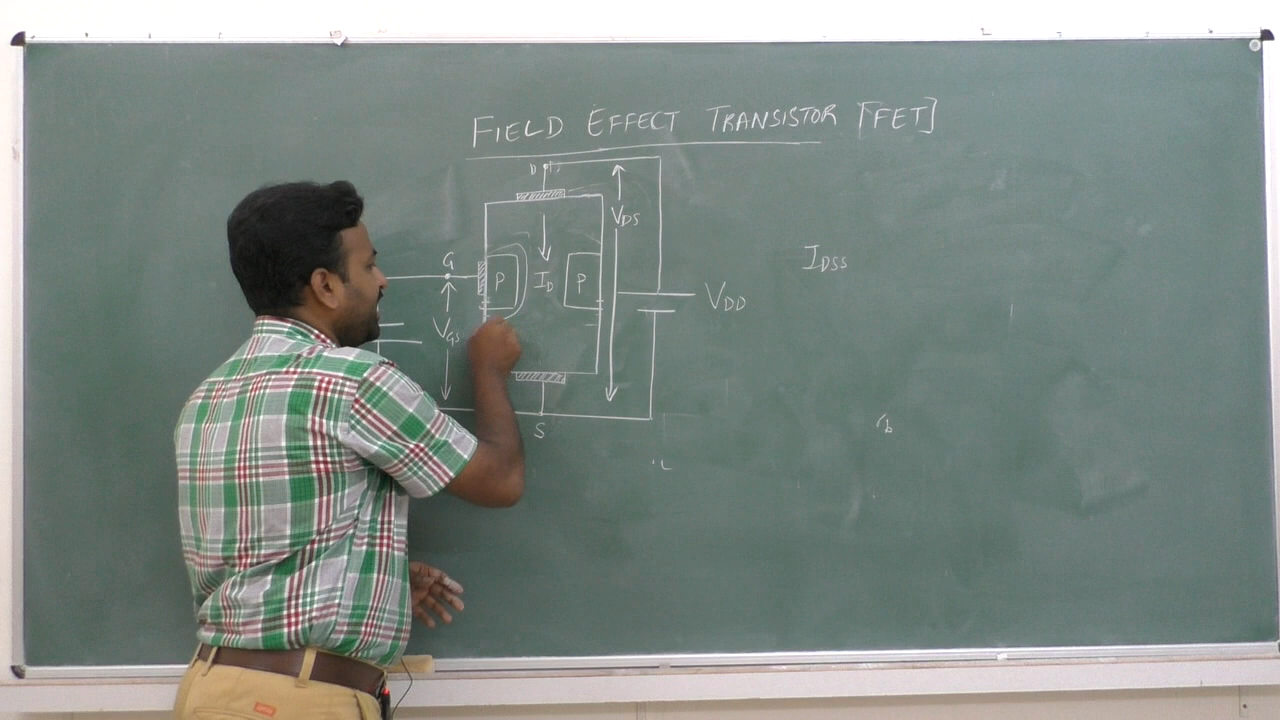 FIELD EFFECT TRANSISTOR [FET]
D
VDS
G
P
ID
P
IDSS
VGS
VDD
S